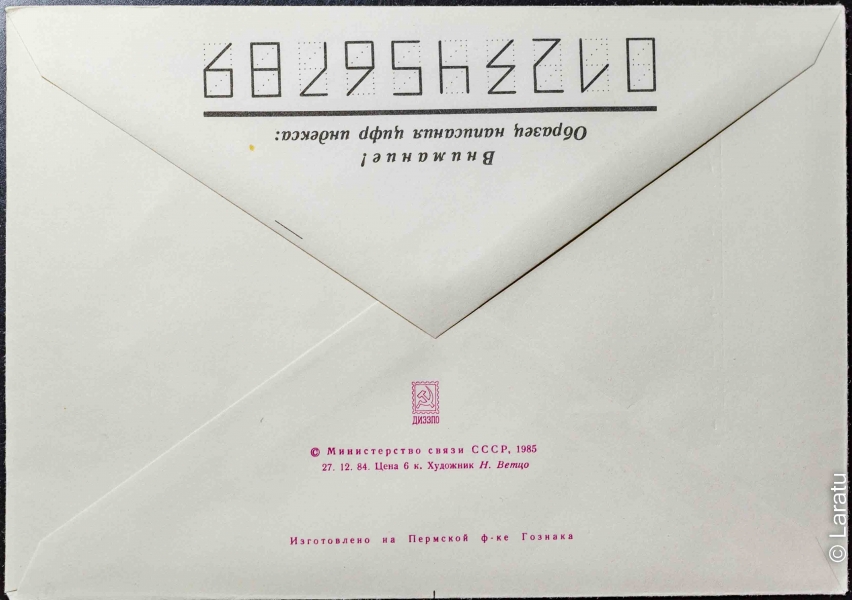 Внимание!
Образец написания цифр индекса:
0123456789
ДИЭЗПО
© Министерство связи СССР, 1985
27. 12. 84. Цена 6 к. Художник Н. Ветцо
Изготовлено на Пермской ф-ке Гознака
© Laratu